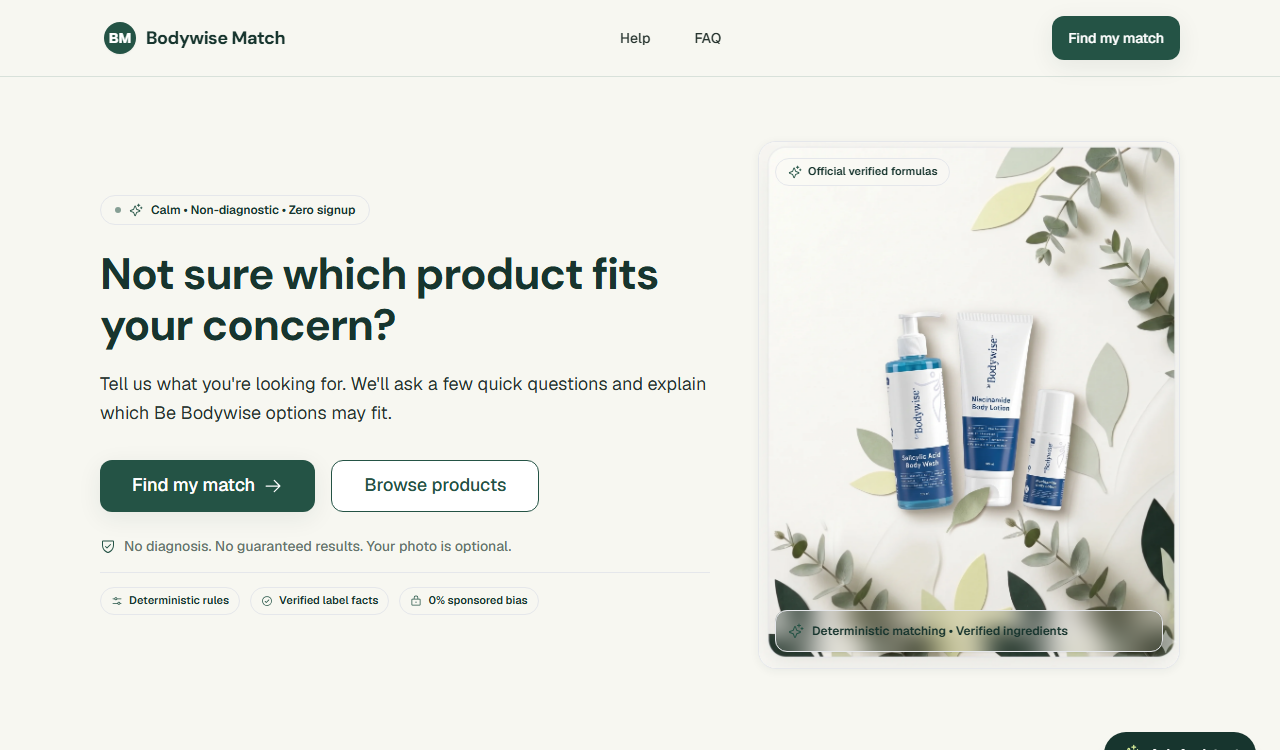 BM Bodywise Match
Help
FAQ
Find my match
Calm • Non-diagnostic • Zero signup
Not sure which product fits
your concern?
Tell us what you're looking for. We'll ask a few quick questions and explain
which Be Bodywise options may fit.
Find my match →
Browse products
No diagnosis. No guaranteed results. Your photo is optional.
Deterministic rules
Verified label facts
0% sponsored bias
Official verified formulas
Bodywise
Salicylic Acid
Body Wash
Bodywise
Niacinamide
Body Lotion
Bodywise
Deterministic matching • Verified ingredients